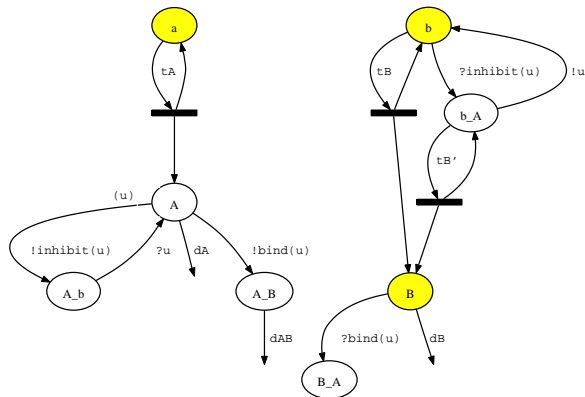 a
b
tA
tB
?inhibit(u)
!u
b_A
tB’
(u)
A
!inhibit(u)
?u
dA
!bind(u)
A_b
A_B
B
dAB
?bind(u)
dB
B_A